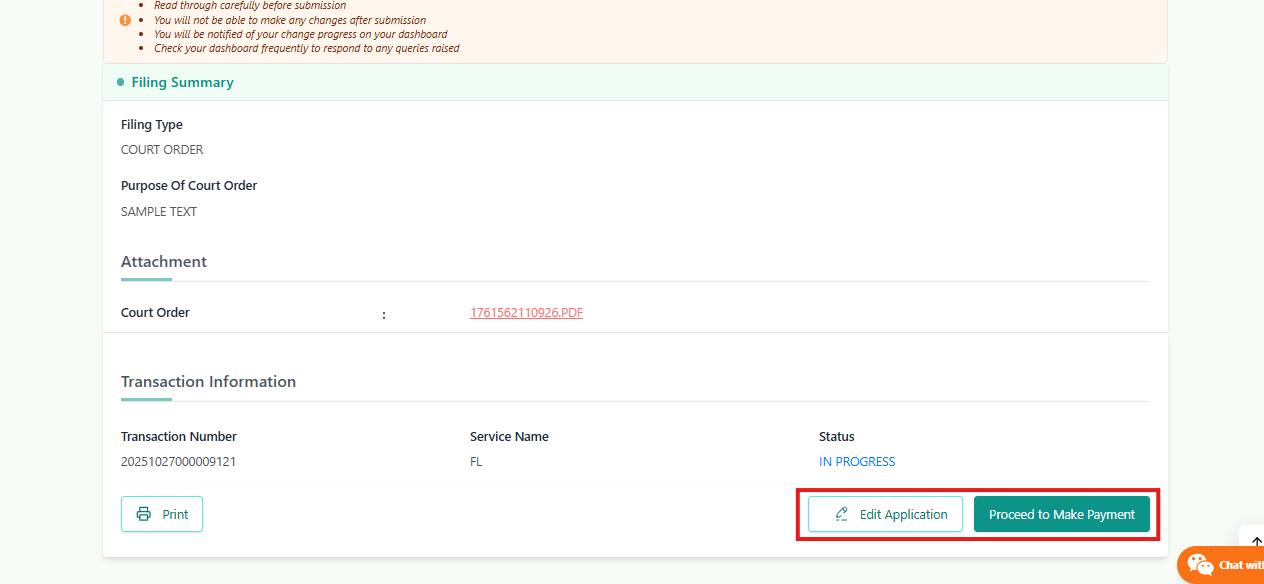 Read through carefully before submission
You will not be able to make any changes after submission
You will be notified of your change progress on your dashboard
Check your dashboard frequently to respond to any queries raised
Filing Summary
Filing Type
COURT ORDER
Purpose Of Court Order
SAMPLE TEXT
Attachment
Court Order : 1761562110926.PDF
Transaction Information
Transaction Number Service Name Status
20251027000009121 FL IN PROGRESS
Print Edit Application Proceed to Make Payment
Chat with